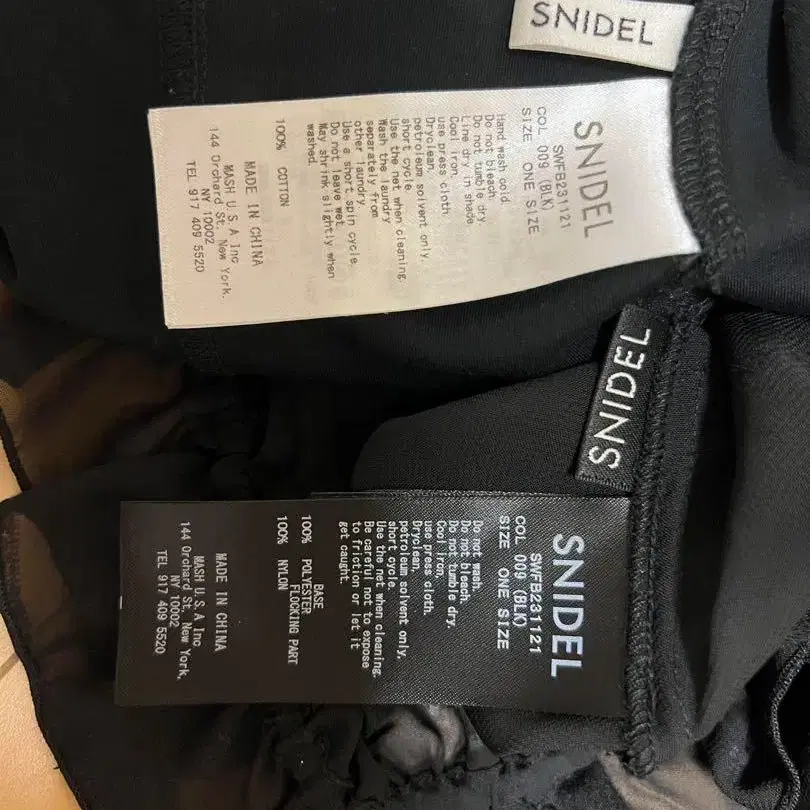 SNIDEL
SNIDEL
SWFB231121
COL 009 (BLK)
SIZE ONE SIZE
Hand wash cold
Do not bleach.
Do not tumble dry
Line dry in shade
Cool iron,
use press cloth.
Dryclean,
petroleum solvent only,
short cycle.
Use the net when cleaning.
Wash the laundry
separately from
other laundry.
Use a short spin cycle.
Do not leave wet.
May shrink slightly when
washed.
100% COTTON
MADE IN CHINA
MASH U.S.A Inc
144 Orchard St. New York,
NY 10002
TEL 917 409 5520
SNIDEL
SNIDEL
SWFB231121
COL 009 (BLK)
SIZE ONE SIZE
Do not wash.
Do not bleach.
Do not tumble dry.
Cool iron,
use press cloth.
Dryclean,
petroleum solvent only,
short cycle.
Use the net when cleaning.
Be careful not to expose
to friction or let it
get caught.
BASE
100% POLYESTER
FLOCKING PART
100% NYLON
MADE IN CHINA
MASH U.S.A Inc
144 Orchard St. New York,
NY 10002
TEL 917 409 5520